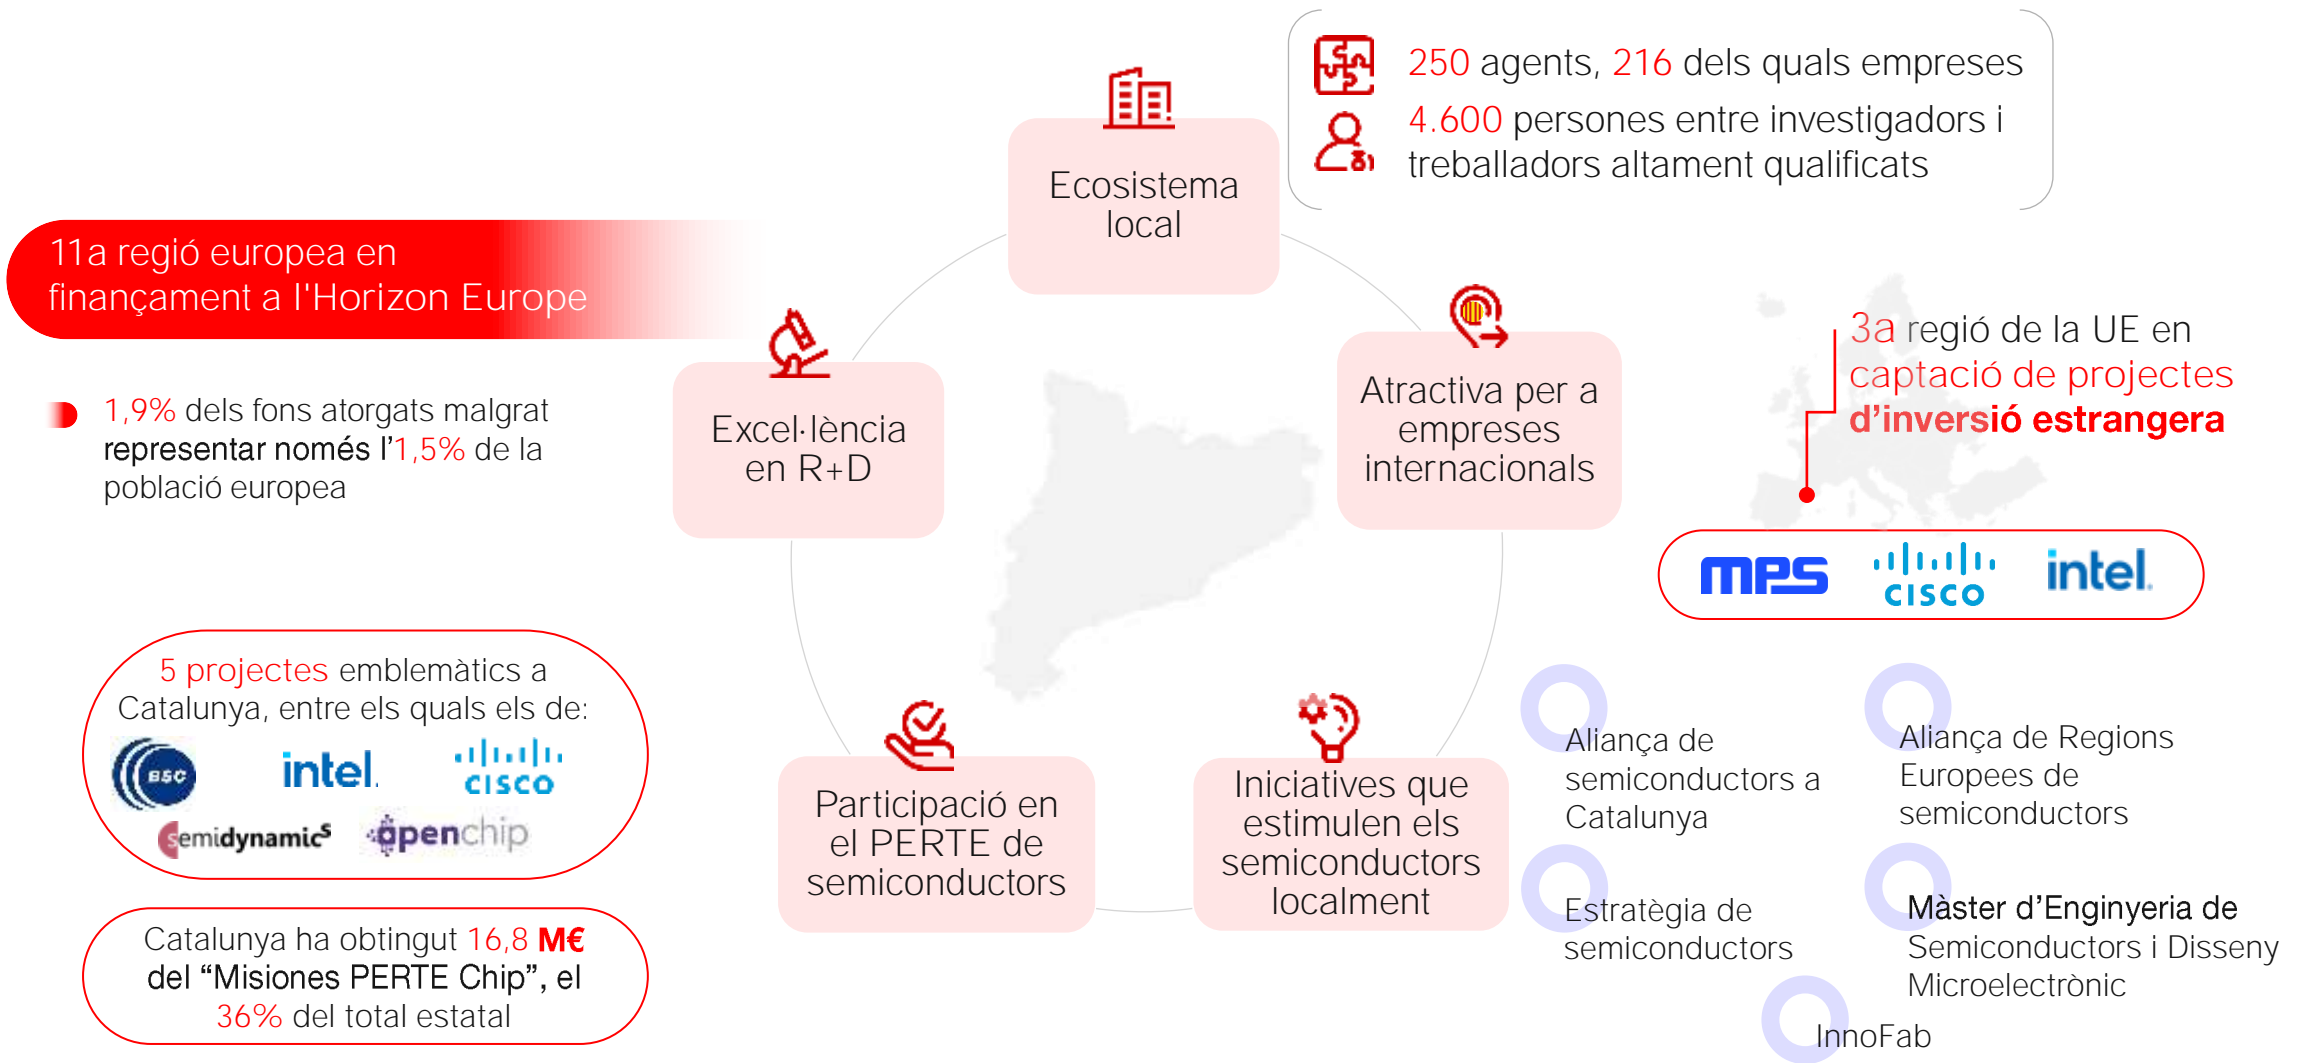 250 agents, 216 dels quals empreses
4.600 persones entre investigadors i
treballadors altament qualificats
Ecosistema
local
11a regió europea en
finançament a l'Horizon Europe
1,9% dels fons atorgats malgrat
representar només l’1,5% de la
població europea
Excel·lència
en R+D
Atractiva per a
empreses
internacionals
3a regió de la UE en
captació de projectes
d’inversió estrangera
mps
CISCO
intel.
5 projectes emblemàtics a
Catalunya, entre els quals els de:
BSC
intel.
CISCO
semidynamics
openchip
Catalunya ha obtingut 16,8 M€
del “Misiones PERTE Chip”, el
36% del total estatal
Participació en
el PERTE de
semiconductors
Iniciatives que
estimulen els
semiconductors
localment
Aliança de
semiconductors a
Catalunya
Aliança de Regions
Europees de
semiconductors
Estratègia de
semiconductors
Màster d’Enginyeria de
Semiconductors i Disseny
Microelectrònic
InnoFab